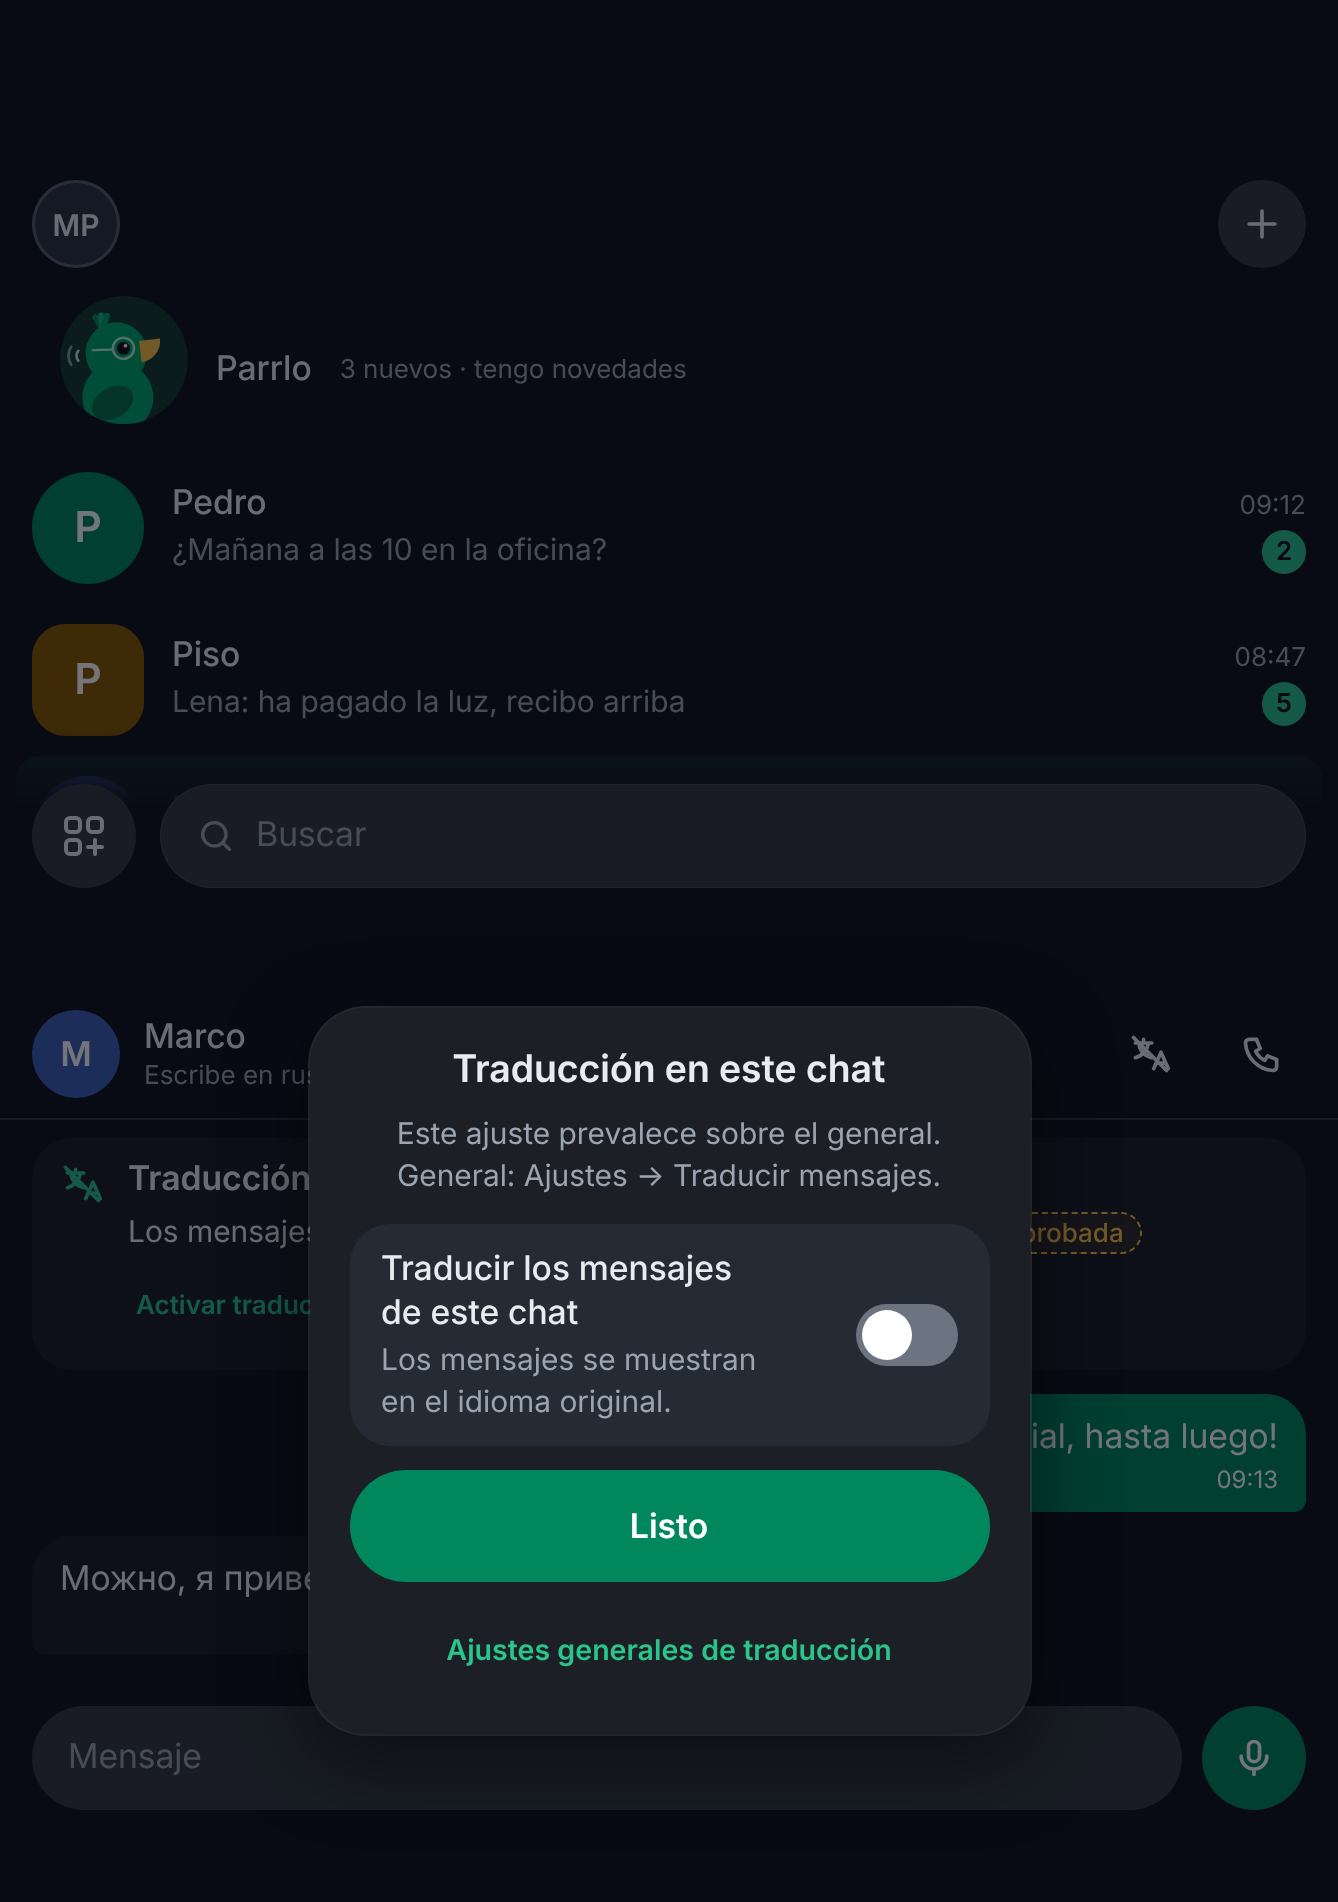 MP
Parrlo 3 nuevos · tengo novedades
P
Pedro 09:12
¿Mañana a las 10 en la oficina? 2
P
Piso 08:47
Lena: ha pagado la luz, recibo arriba 5
Buscar
M
Marco
Escribe en
Traducción en este chat
Este ajuste prevalece sobre el general.
General: Ajustes → Traducir mensajes.
Traducción
Los mensajes
Activar
Traducir los mensajes
de este chat
Los mensajes se muestran
en el idioma original.
hasta luego!
09:13
Listo
Можно, я
Ajustes generales de traducción
Mensaje